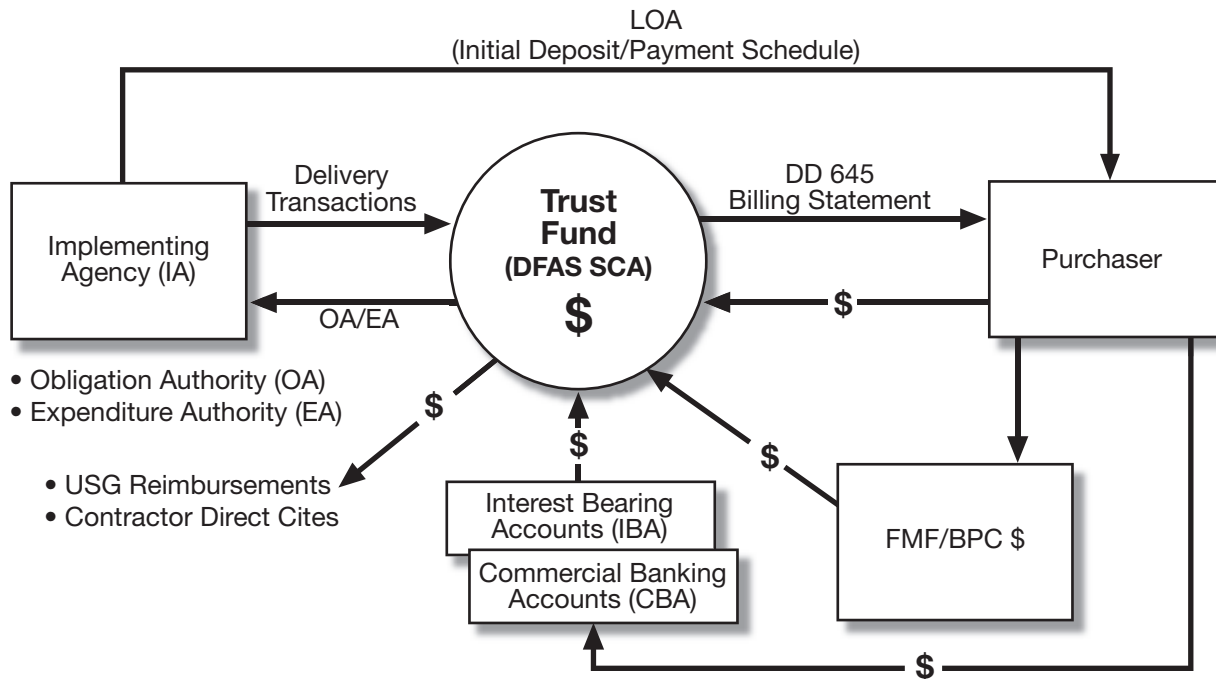 LOA
(Initial Deposit/Payment Schedule)
Delivery
Transactions
DD 645
Billing Statement
Implementing
Agency (IA)
Trust
Fund
(DFAS SCA)
$
Purchaser
OA/EA
$
• Obligation Authority (OA)
• Expenditure Authority (EA)
$
$
$
• USG Reimbursements
• Contractor Direct Cites
Interest Bearing
Accounts (IBA)
Commercial Banking
Accounts (CBA)
FMF/BPC $
$